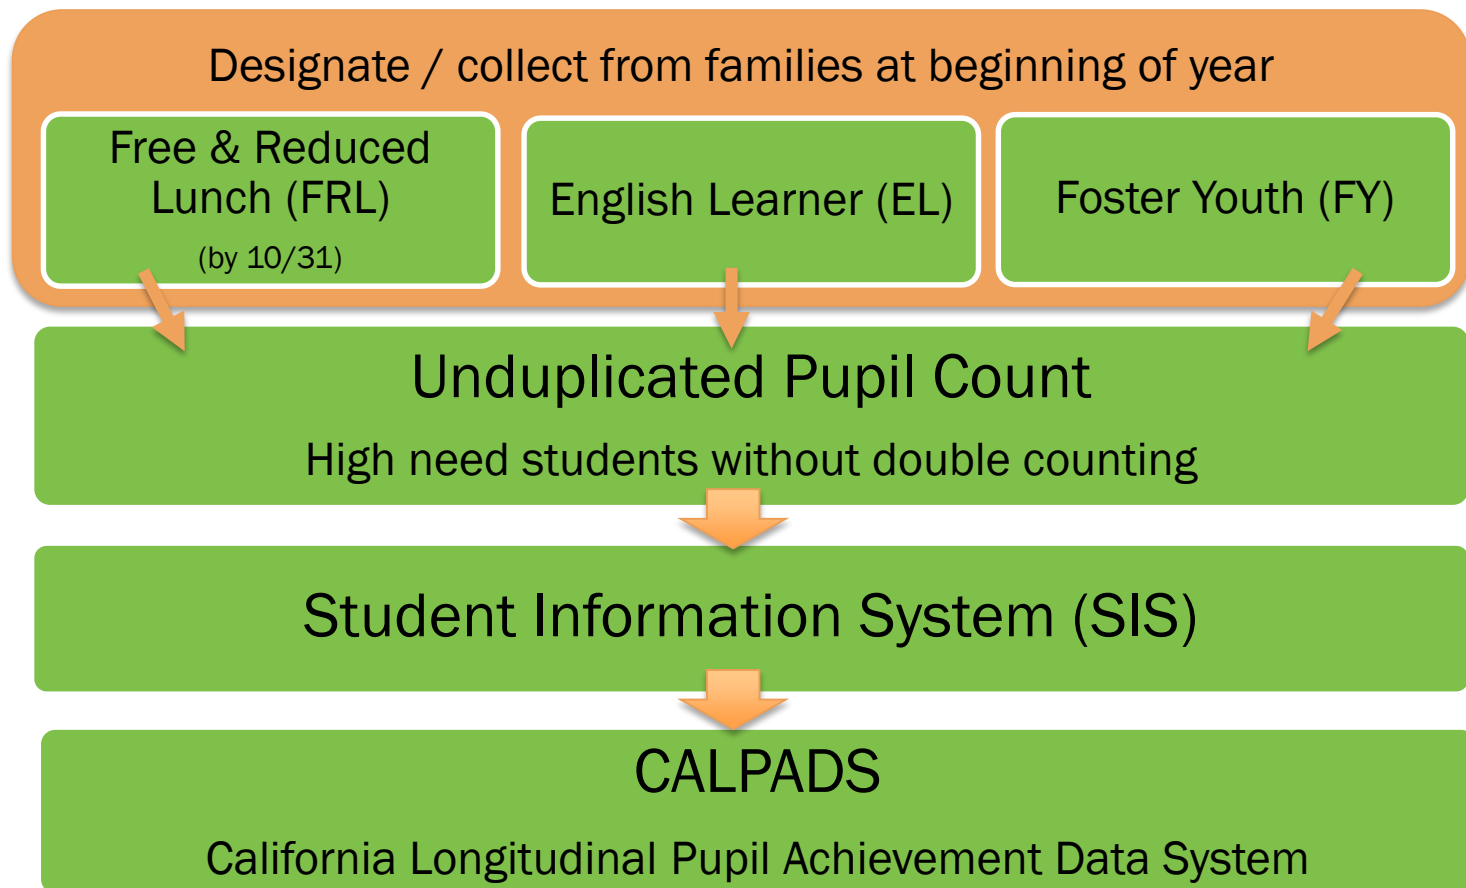 Designate / collect from families at beginning of year
Free & Reduced
Lunch (FRL)
(by 10/31)
English Learner (EL)
Foster Youth (FY)
Unduplicated Pupil Count
High need students without double counting
Student Information System (SIS)
CALPADS
California Longitudinal Pupil Achievement Data System